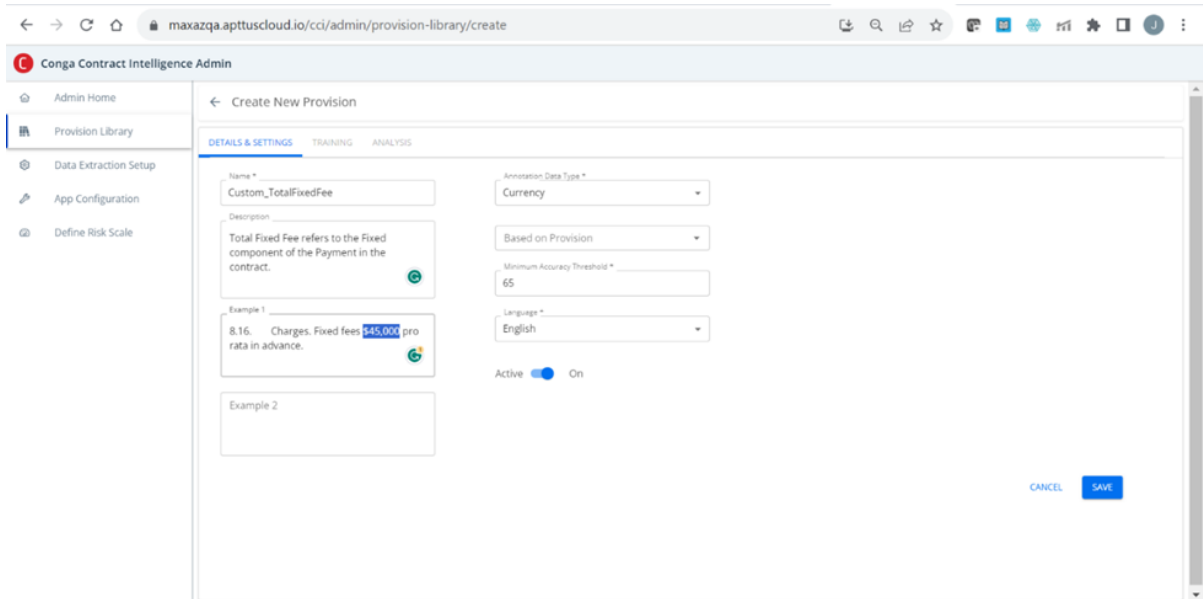 maxazqa.apttuscloud.io/cci/admin/provision-library/create
J
Conga Contract Intelligence Admin
Admin Home
Provision Library
Data Extraction Setup
App Configuration
Define Risk Scale
Create New Provision
DETAILS & SETTINGS TRAINING ANALYSIS
Name *
Custom_TotalFixedFee
Description
Total Fixed Fee refers to the Fixed
component of the Payment in the
contract.
Example 1
8.16. Charges. Fixed fees $45,000 pro
rata in advance.
Example 2
Annotation Data Type *
Currency
Based on Provision
Minimum Accuracy Threshold *
65
Language *
English
Active On
CANCEL SAVE